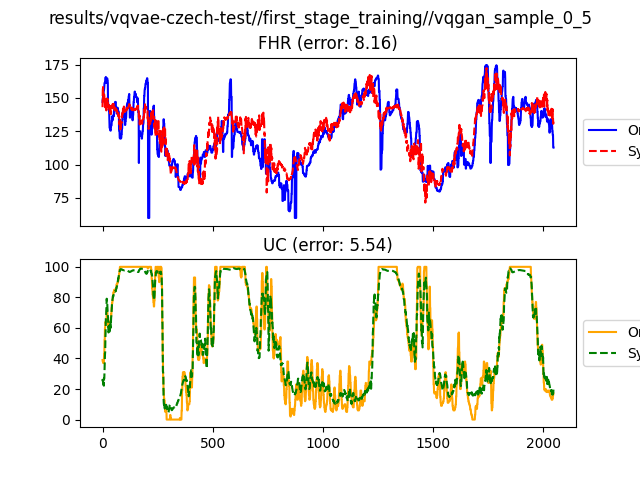 results/vqvae-czech-test//first_stage_training//vqgan_sample_0_5
FHR (error: 8.16)
175
150
125
100
75
Or
Sy
UC (error: 5.54)
100
80
60
40
20
0
Or
Sy
0
500
1000
1500
2000